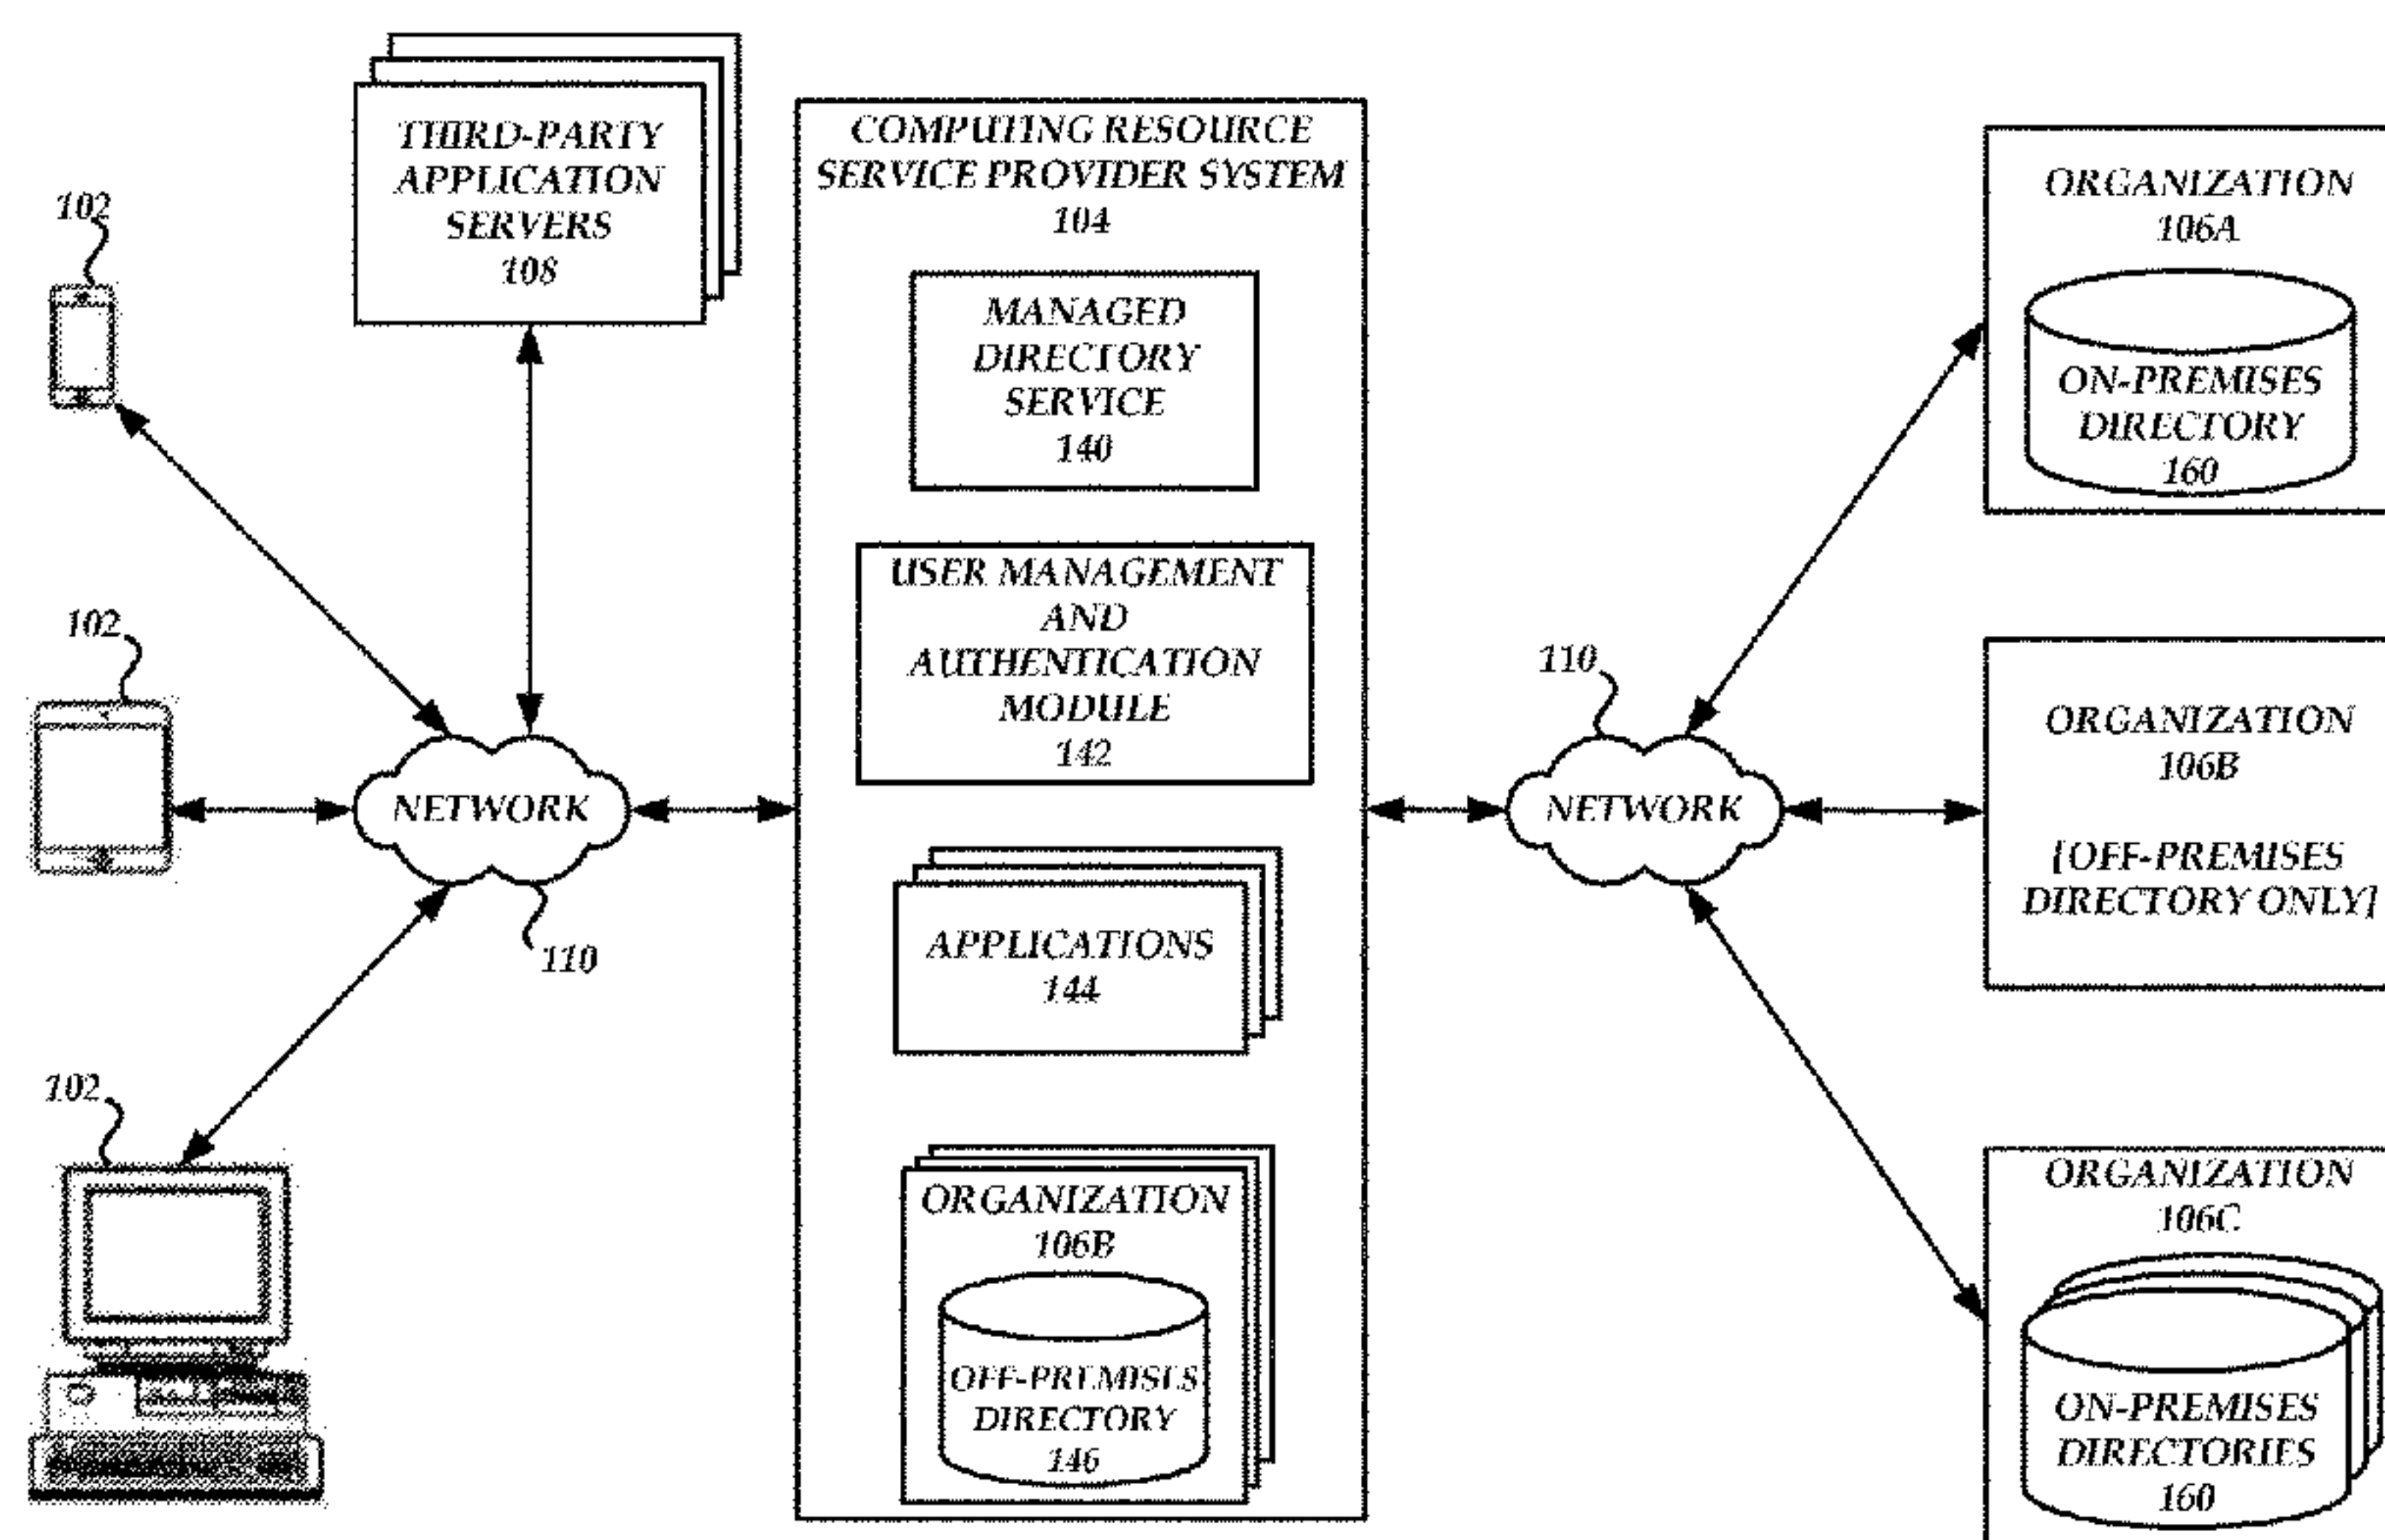 THIRD-PARTY
APPLICATION
SERVERS
108
102
102
102
NETWORK
110
COMPUTING RESOURCE
SERVICE PROVIDER SYSTEM
104
MANAGED
DIRECTORY
SERVICE
140
USER MANAGEMENT
AND
AUTHENTICATION
MODULE
142
APPLICATIONS
144
ORGANIZATION
106B
OFF-PREMISES
DIRECTORY
146
110
NETWORK
ORGANIZATION
106A
ON-PREMISES
DIRECTORY
160
ORGANIZATION
106B
[OFF-PREMISES
DIRECTORY ONLY]
ORGANIZATION
106C
ON-PREMISES
DIRECTORIES
160